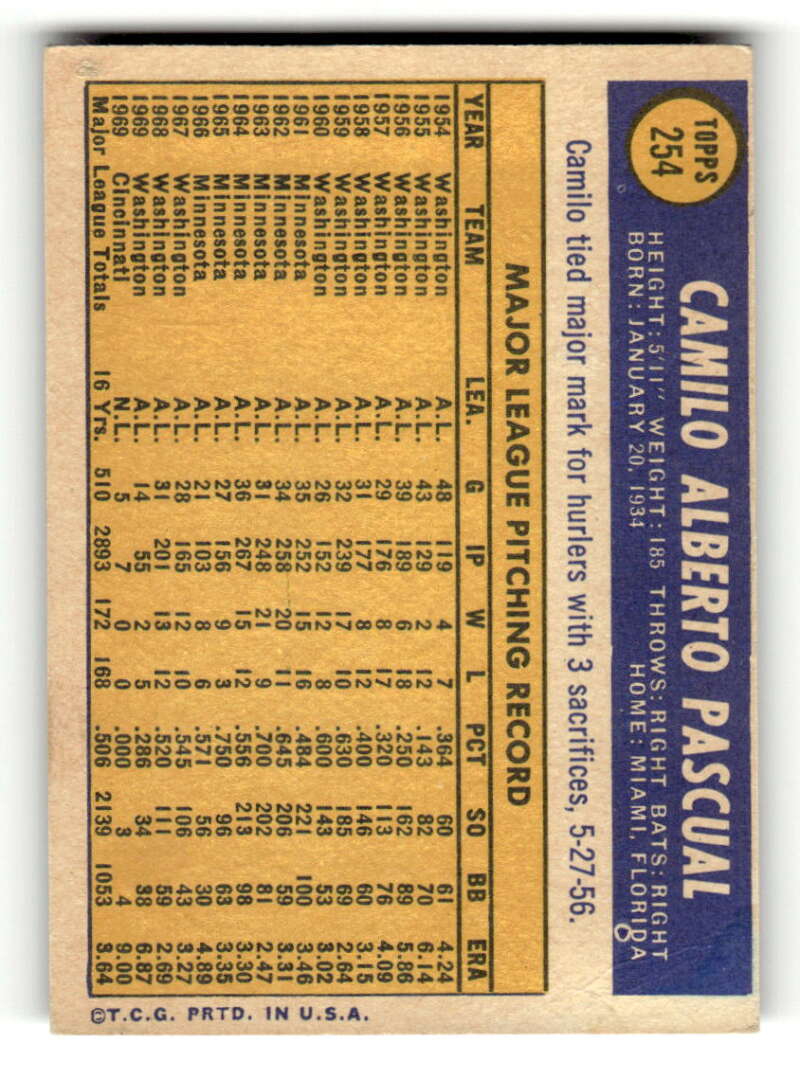 TOPPS
254
CAMILO ALBERTO PASCUAL
HEIGHT: 5'11" WEIGHT: 185 THROWS: RIGHT BATS: RIGHT
BORN: JANUARY 20, 1934 HOME: MIAMI, FLORIDA
Camilo tied major mark for hurlers with 3 sacrifices, 5-27-56.
MAJOR LEAGUE PITCHING RECORD
YEAR TEAM LEA. G IP W L PCT SO BB ERA
1954 Washington A.L. 48 119 4 7 .364 60 61 4.24
1955 Washington A.L. 43 129 2 12 .143 82 70 6.14
1956 Washington A.L. 39 189 6 18 .250 162 89 5.86
1957 Washington A.L. 29 176 8 17 .320 113 76 4.09
1958 Washington A.L. 31 177 8 12 .400 146 60 3.15
1959 Washington A.L. 32 239 17 10 .630 185 69 2.64
1960 Washington A.L. 26 152 12 8 .600 143 53 3.02
1961 Minnesota A.L. 35 252 15 16 .484 221 100 3.46
1962 Minnesota A.L. 34 258 20 11 .645 206 59 3.31
1963 Minnesota A.L. 31 248 21 9 .700 202 81 2.47
1964 Minnesota A.L. 36 267 15 12 .556 213 98 3.30
1965 Minnesota A.L. 27 156 9 3 .750 96 63 3.35
1966 Minnesota A.L. 21 103 8 6 .571 56 30 4.89
1967 Washington A.L. 28 165 12 10 .545 106 43 3.27
1968 Washington A.L. 31 201 13 12 .520 111 59 2.69
1969 Washington A.L. 14 55 2 5 .286 34 38 6.87
1969 Cincinnati N.L. 5 7 0 0 .000 3 4 9.00
Major League Totals 16 Yrs. 510 2893 172 168 .506 2139 1053 3.64
©T.C.G. PRTD. IN U.S.A.